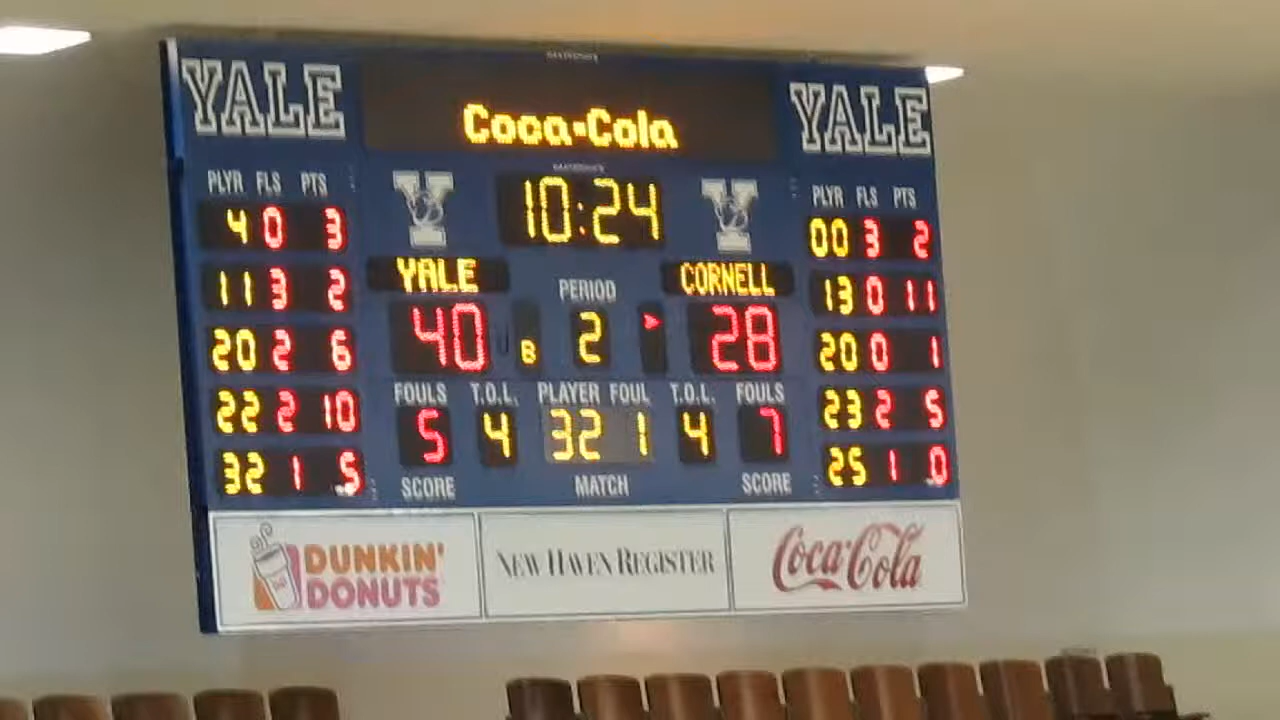 YALE
Coca-Cola
YALE
PLYR FLS PTS
4 0 3
11 3 2
20 2 6
22 2 10
32 1 5
Y
10:24
Y
YALE
PERIOD
CORNELL
40
B
2
28
FOULS T.O.L. PLAYER FOUL T.O.L. FOULS
5 4 32 1 4 7
SCORE MATCH SCORE
PLYR FLS PTS
00 3 2
13 0 11
20 0 1
23 2 5
25 1 0
DUNKIN'
DONUTS
NEW HAVEN REGISTER
Coca-Cola